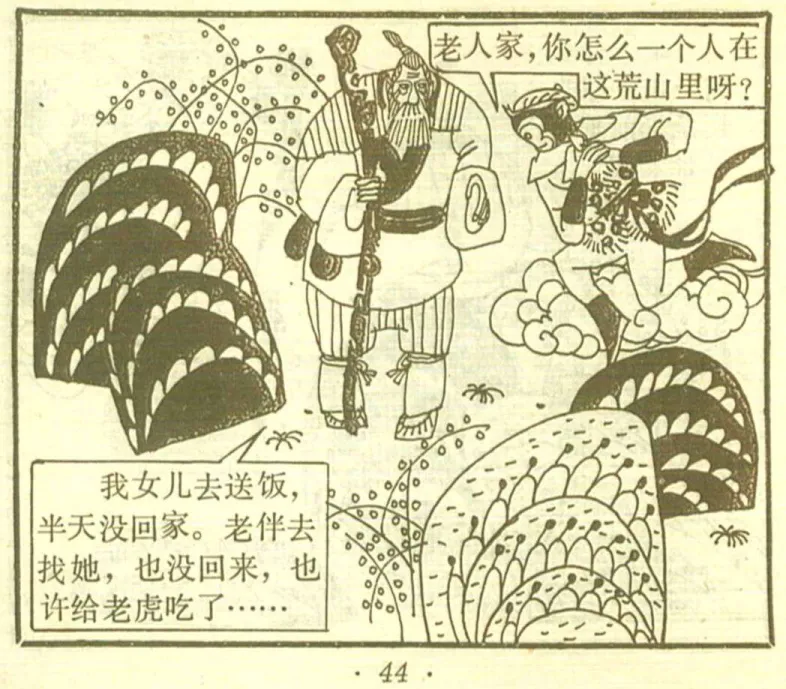 老人家，你怎么一个人在
这荒山里呀？
我女儿去送饭，
半天没回家。老伴去
找她，也没回来，也
许给老虎吃了……
· 44 ·